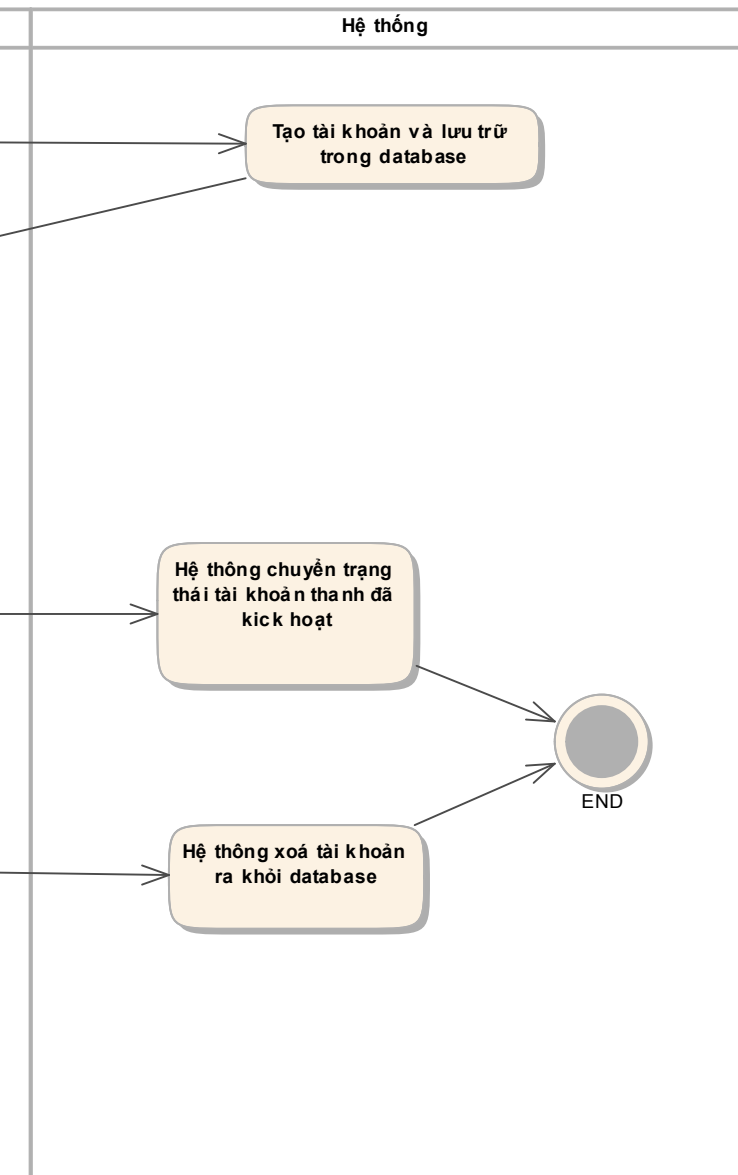 Hệ thống
Tạo tài khoản và lưu trữ
trong database
Hệ thông chuyển trạng
thái tài khoản thanh đã
kick hoạt
END
Hệ thông xoá tài khoản
ra khỏi database